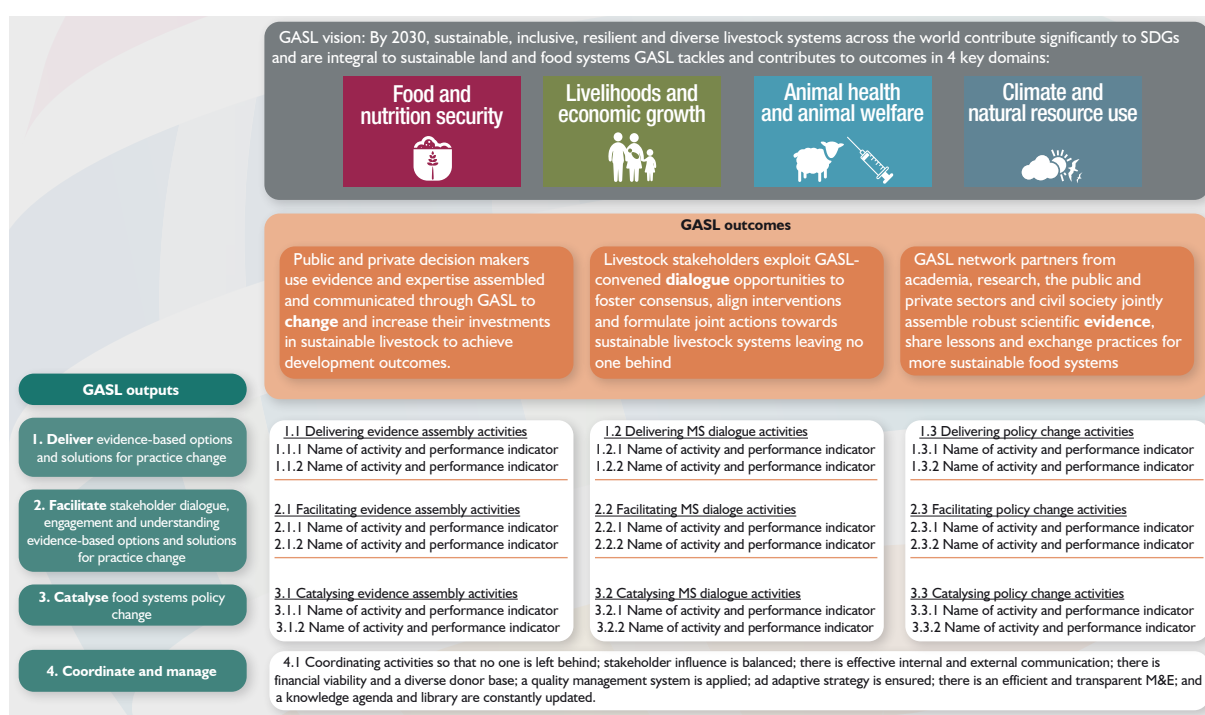 GASL vision: By 2030, sustainable, inclusive, resilient and diverse livestock systems across the world contribute significantly to SDGs
and are integral to sustainable land and food systems GASL tackles and contributes to outcomes in 4 key domains:
Food and
nutrition security
Livelihoods and
economic growth
Animal health
and animal welfare
Climate and
natural resource use
GASL outcomes
Public and private decision makers
use evidence and expertise assembled
and communicated through GASL to
change and increase their investments
in sustainable livestock to achieve
development outcomes.
Livestock stakeholders exploit GASL-
convened dialogue opportunities to
foster consensus, align interventions
and formulate joint actions towards
sustainable livestock systems leaving no
one behind
GASL network partners from
academia, research, the public and
private sectors and civil society jointly
assemble robust scientific evidence,
share lessons and exchange practices for
more sustainable food systems
GASL outputs
1. Deliver evidence-based options
and solutions for practice change
1.1 Delivering evidence assembly activities
1.1.1 Name of activity and performance indicator
1.1.2 Name of activity and performance indicator
1.2 Delivering MS dialogue activities
1.2.1 Name of activity and performance indicator
1.2.2 Name of activity and performance indicator
1.3 Delivering policy change activities
1.3.1 Name of activity and performance indicator
1.3.2 Name of activity and performance indicator
2. Facilitate stakeholder dialogue,
engagement and understanding
evidence-based options and solutions
for practice change
2.1 Facilitating evidence assembly activities
2.1.1 Name of activity and performance indicator
2.1.2 Name of activity and performance indicator
2.2 Facilitating MS dialoge activities
2.2.1 Name of activity and performance indicator
2.2.2 Name of activity and performance indicator
2.3 Facilitating policy change activities
2.3.1 Name of activity and performance indicator
2.3.2 Name of activity and performance indicator
3. Catalyse food systems policy
change
3.1 Catalysing evidence assembly activities
3.1.1 Name of activity and performance indicator
3.1.2 Name of activity and performance indicator
3.2 Catalysing MS dialogue activities
3.2.1 Name of activity and performance indicator
3.2.2 Name of activity and performance indicator
3.3 Catalysing policy change activities
3.3.1 Name of activity and performance indicator
3.3.2 Name of activity and performance indicator
4. Coordinate and manage
4.1 Coordinating activities so that no one is left behind; stakeholder influence is balanced; there is effective internal and external communication; there is
financial viability and a diverse donor base; a quality management system is applied; ad adaptive strategy is ensured; there is an efficient and transparent M&E; and
a knowledge agenda and library are constantly updated.